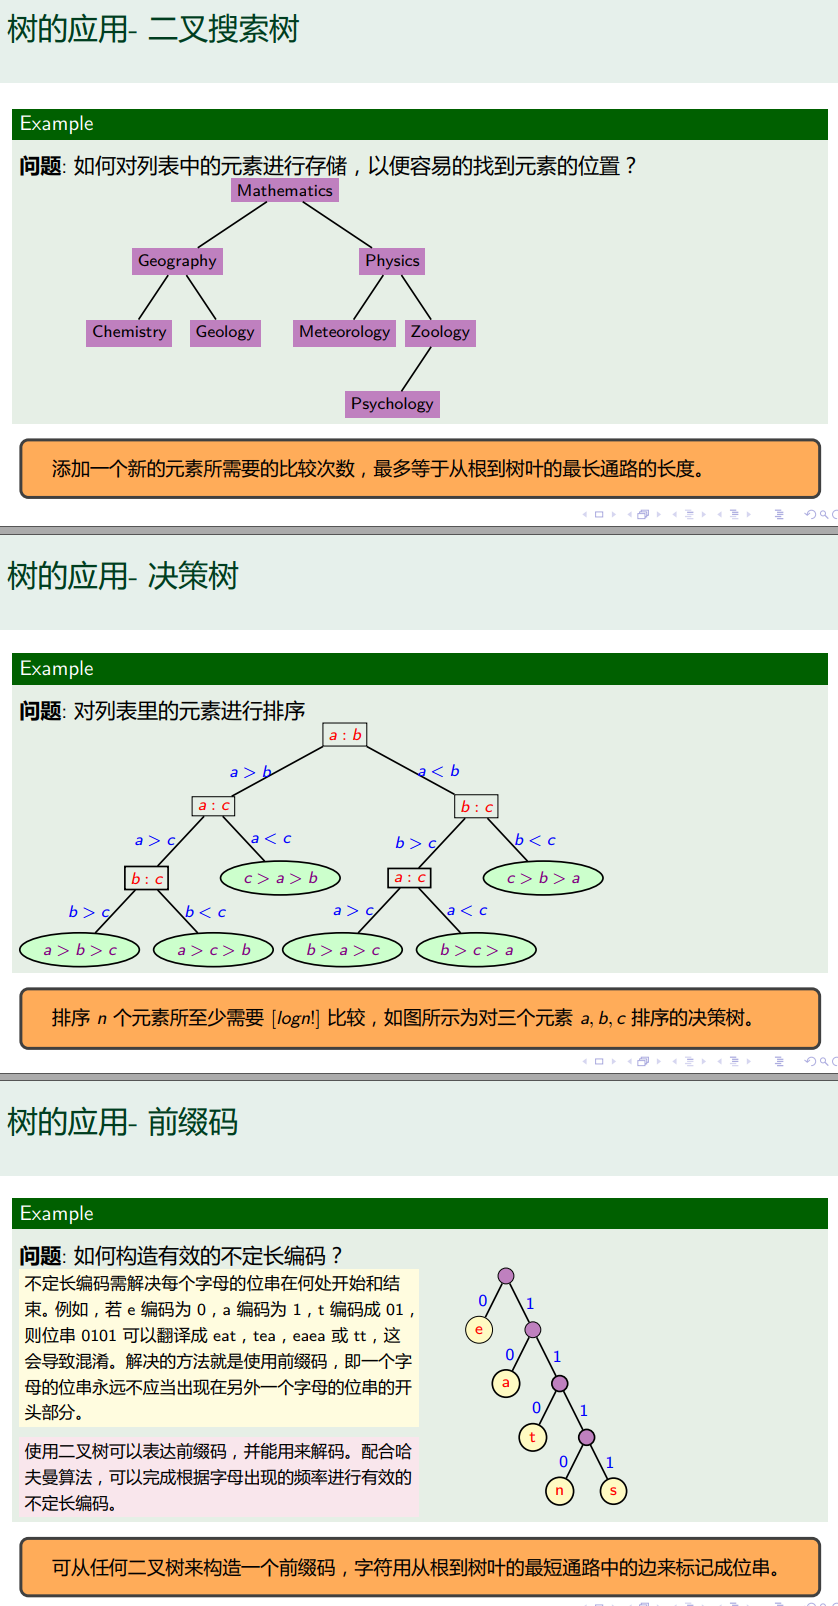 树的应用- 二叉搜索树
Example
问题: 如何对列表中的元素进行存储，以便容易的找到元素的位置？
Mathematics
Geography Physics
Chemistry Geology Meteorology Zoology
Psychology
添加一个新的元素所需要的比较次数，最多等于从根到树叶的最长通路的长度。
树的应用- 决策树
Example
问题: 对列表里的元素进行排序
a : b
a > b a < b
a : c b : c
a > c a < c b > c b < c
b : c c > a > b a : c c > b > a
b > c b < c a > c a < c
a > b > c a > c > b b > a > c b > c > a
排序 n 个元素所至少需要 [logn!] 比较，如图所示为对三个元素 a, b, c 排序的决策树。
树的应用- 前缀码
Example
问题: 如何构造有效的不定长编码？
不定长编码需解决每个字母的位串在何处开始和结
束。例如，若 e 编码为 0，a 编码为 1，t 编码成 01，
则位串 0101 可以翻译成 eat，tea，eaea 或 tt，这
会导致混淆。解决的方法就是使用前缀码，即一个字
母的位串永远不应当出现在另外一个字母的位串的开
头部分。
使用二叉树可以表达前缀码，并能用来解码。配合哈
夫曼算法，可以完成根据字母出现的频率进行有效的
不定长编码。
0 1
e
0 1
a
0 1
t
0 1
n s
可从任何二叉树来构造一个前缀码，字符用从根到树叶的最短通路中的边来标记成位串。